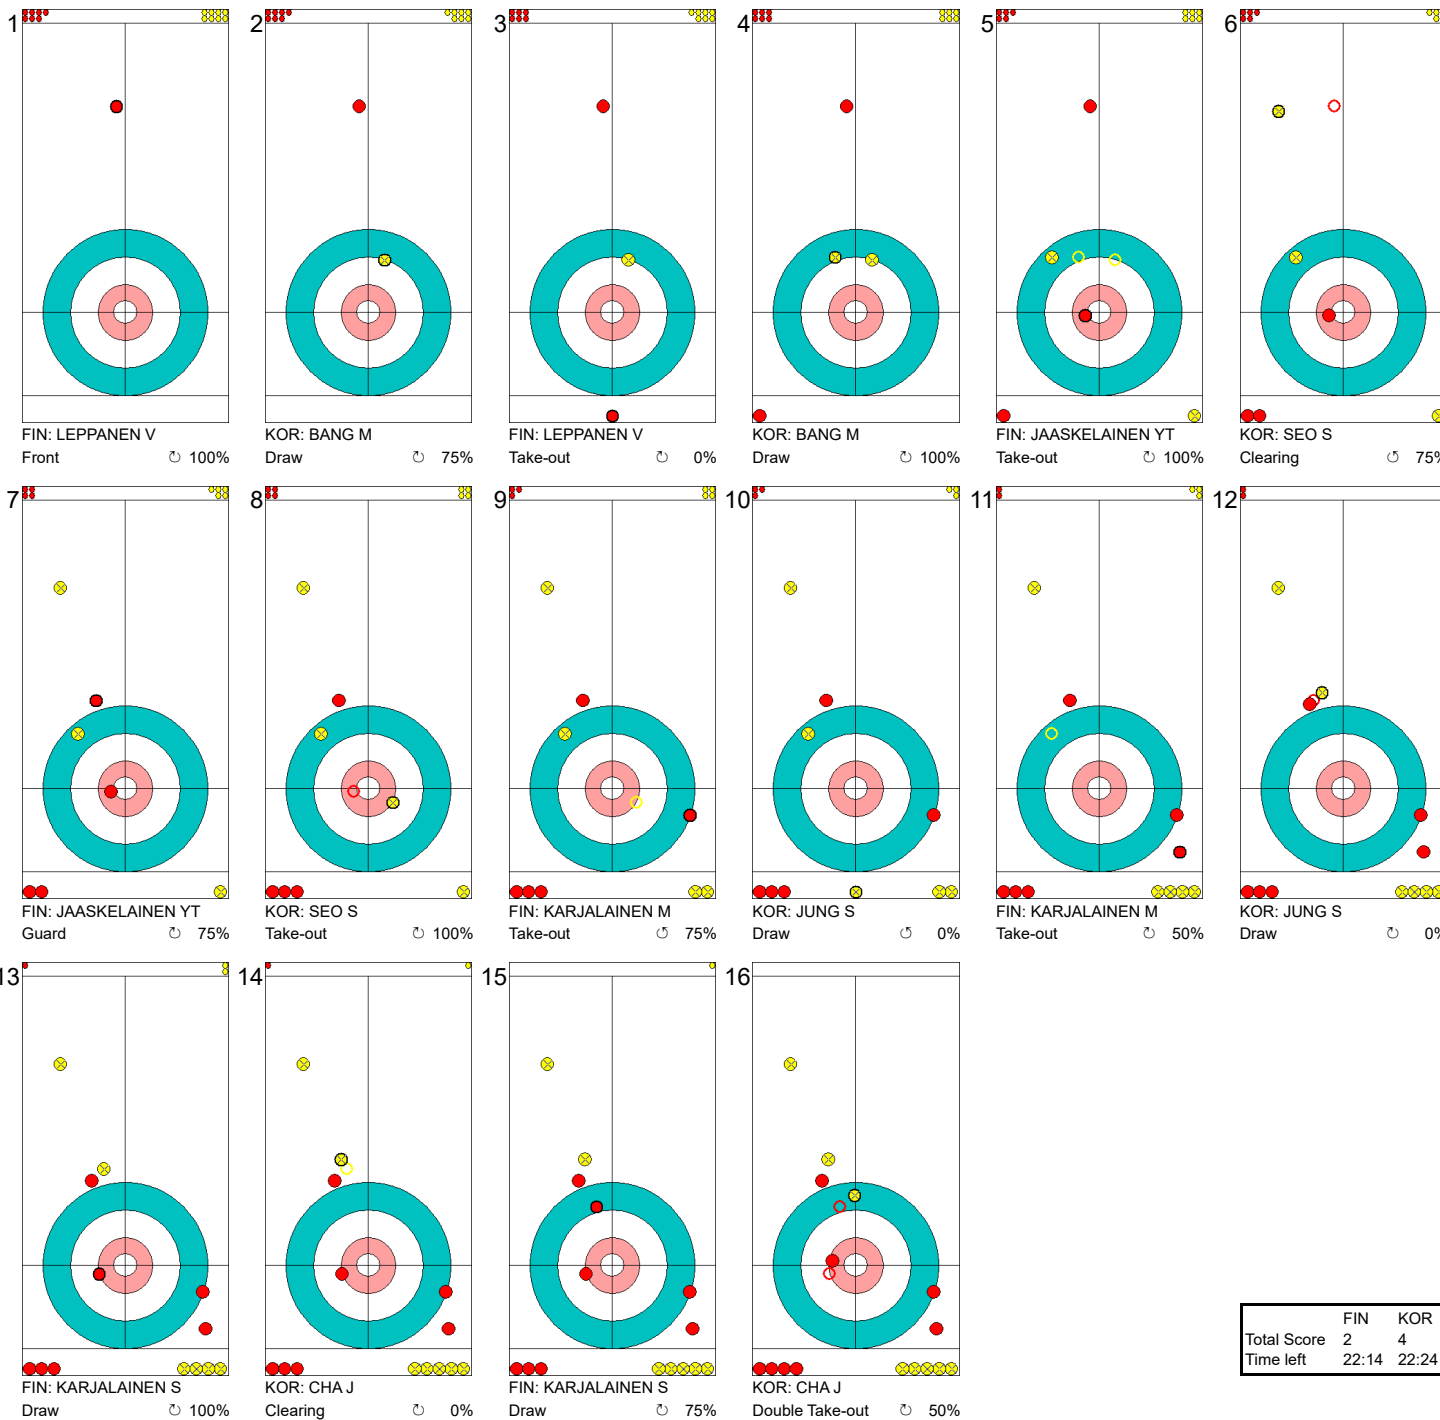 1
FIN: LEPPANEN V
Front ↻ 100%
2
KOR: BANG M
Draw ↻ 75%
3
FIN: LEPPANEN V
Take-out ↻ 0%
4
KOR: BANG M
Draw ↻ 100%
5
FIN: JAASKELAINEN YT
Take-out ↻ 100%
6
KOR: SEO S
Clearing ↺ 75%
7
FIN: JAASKELAINEN YT
Guard ↻ 75%
8
KOR: SEO S
Take-out ↻ 100%
9
FIN: KARJALAINEN M
Take-out ↺ 75%
10
KOR: JUNG S
Draw ↺ 0%
11
FIN: KARJALAINEN M
Take-out ↻ 50%
12
KOR: JUNG S
Draw ↻ 0%
13
FIN: KARJALAINEN S
Draw ↻ 100%
14
KOR: CHA J
Clearing ↻ 0%
15
FIN: KARJALAINEN S
Draw ↻ 75%
16
KOR: CHA J
Double Take-out ↻ 50%
FIN KOR
Total Score 2 4
Time left 22:14 22:24